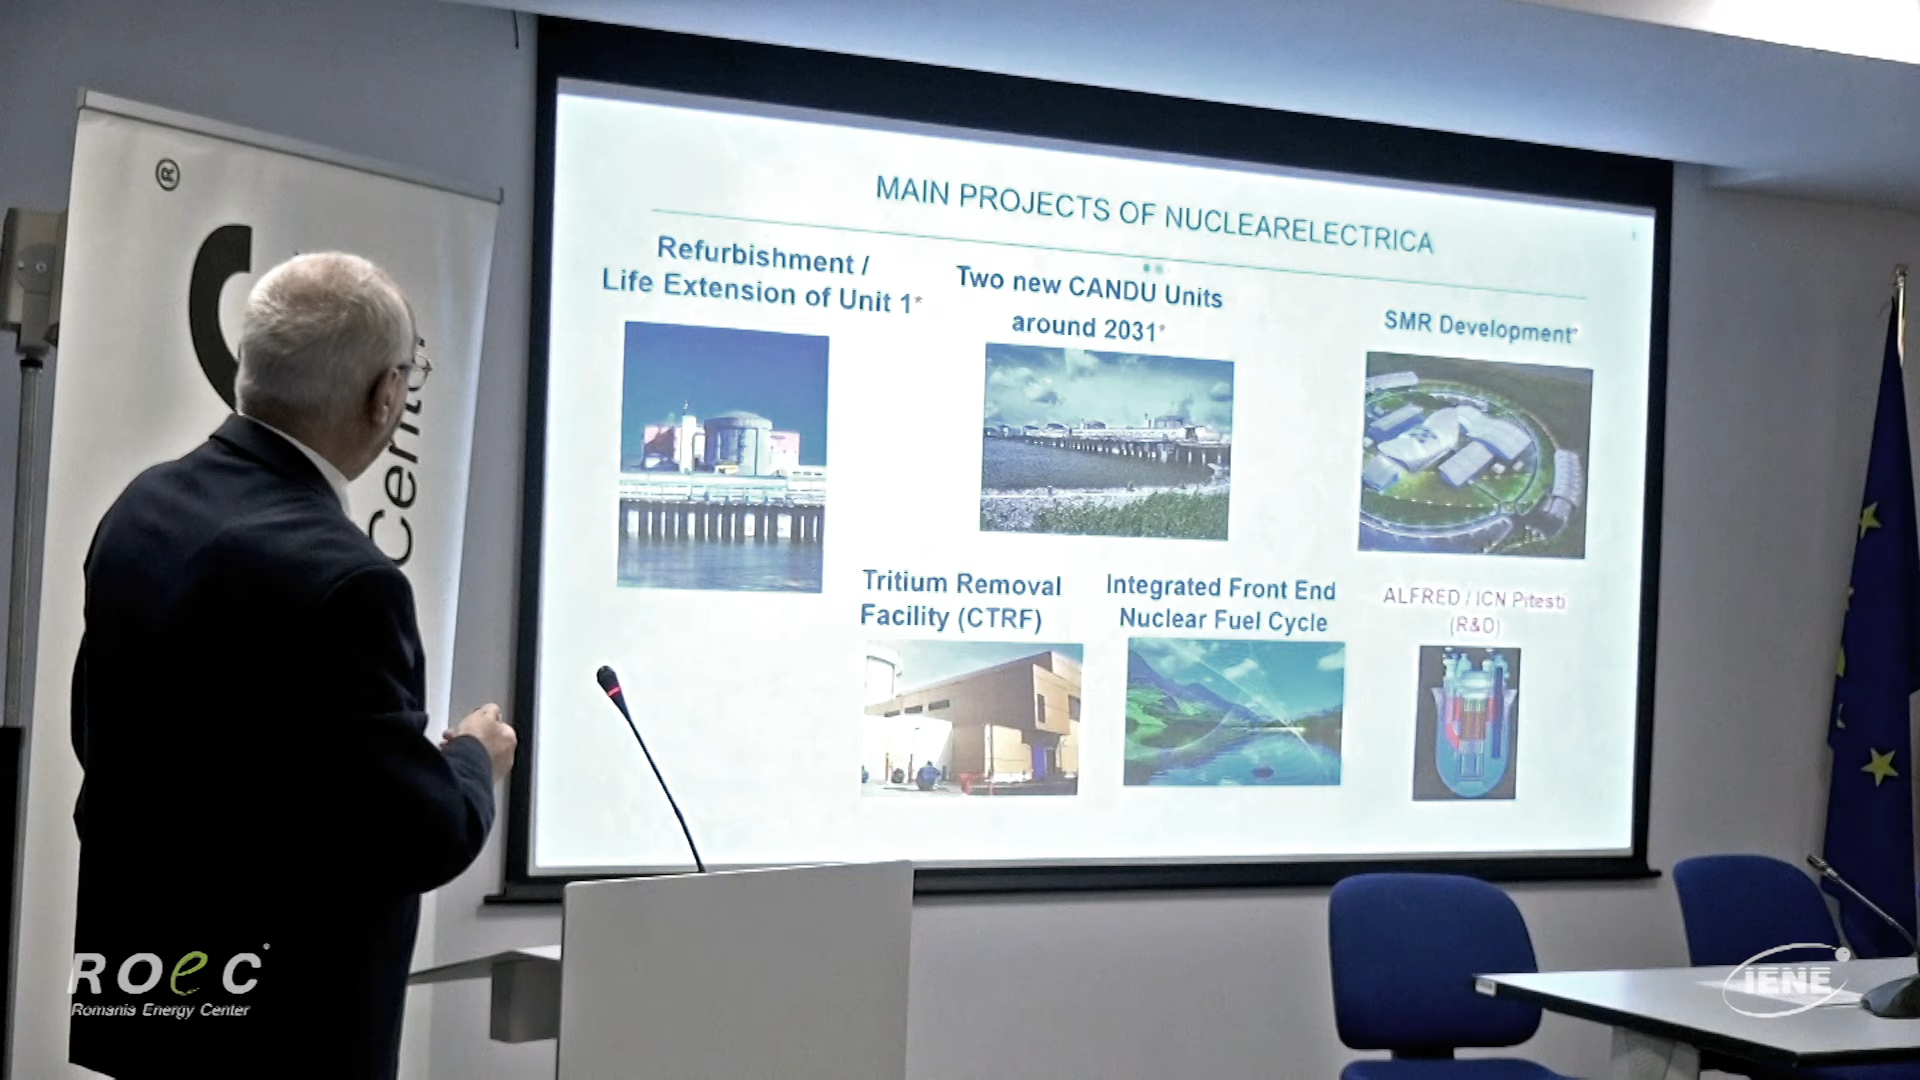 ®
Center
MAIN PROJECTS OF NUCLEARELECTRICA
Refurbishment /
Life Extension of Unit 1*
Two new CANDU Units
around 2031*
SMR Development*
Tritium Removal
Facility (CTRF)
Integrated Front End
Nuclear Fuel Cycle
ALFRED / ICN Pitesti
(R&D)
ROeC
Romania Energy Center
IENE